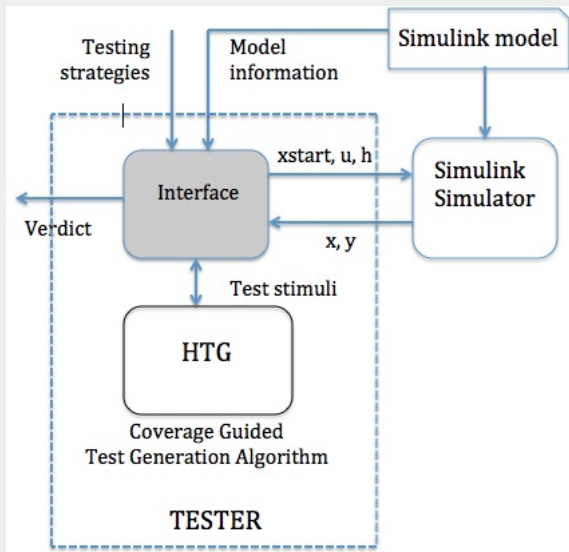 Testing
strategies
Model
information
Simulink model
Interface
xstart, u, h
Simulink
Simulator
x, y
Verdict
Test stimuli
HTG
Coverage Guided
Test Generation Algorithm
TESTER